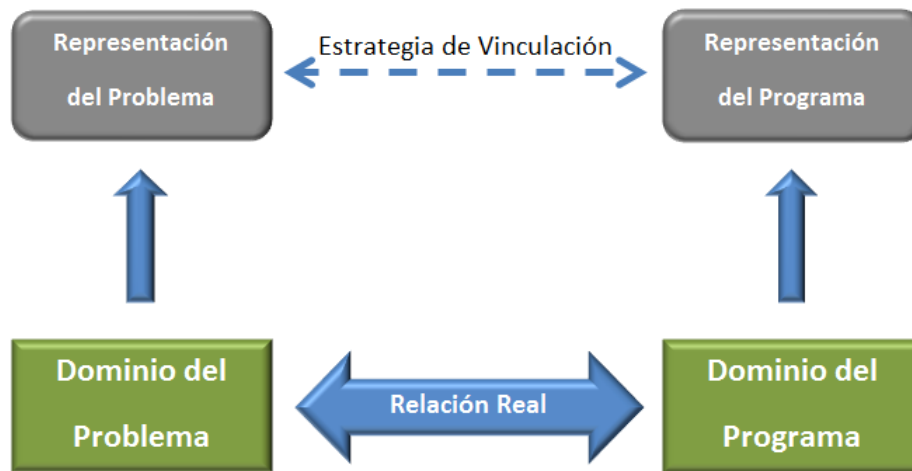 Representación
del Problema
Estrategia de Vinculación
Representación
del Programa
Dominio del
Problema
Relación Real
Dominio del
Programa